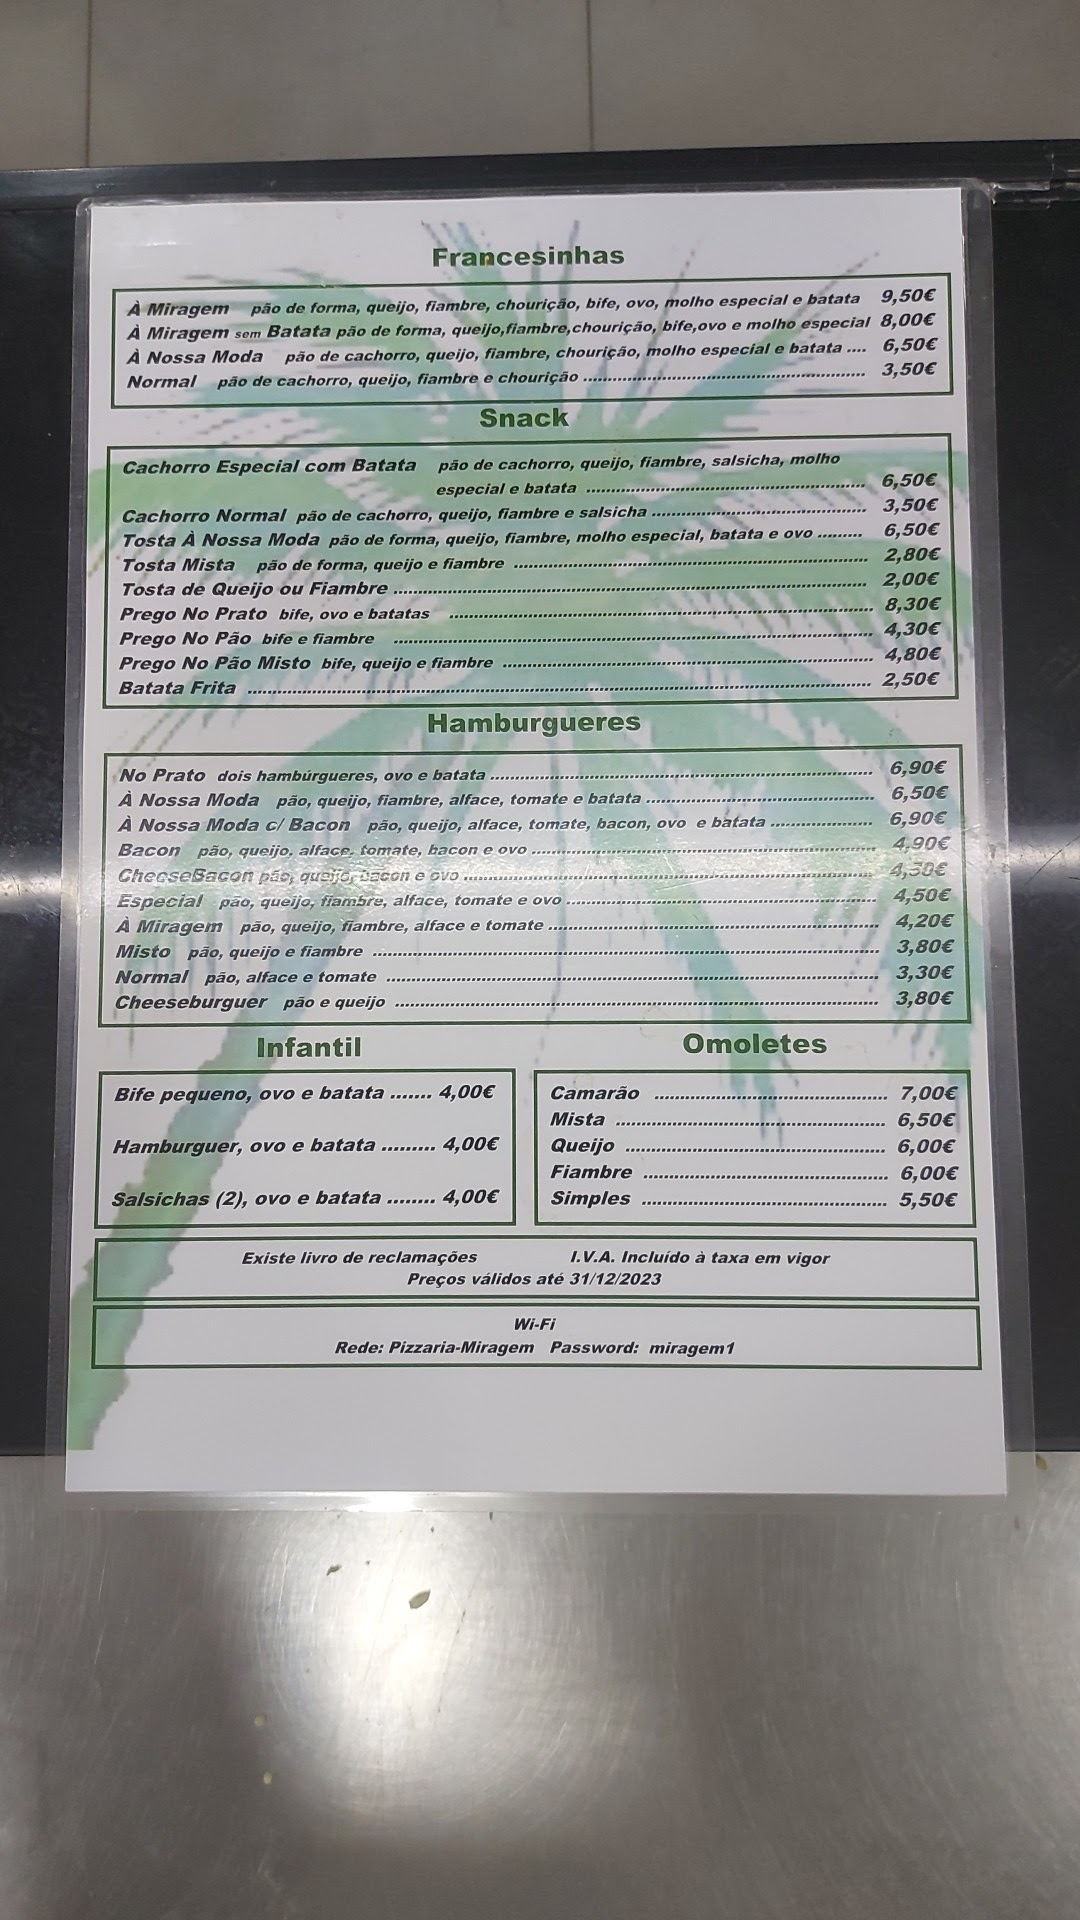 Francesinhas
À Miragem pão de forma, queijo, fiambre, chourição, bife, ovo, molho especial e batata 9,50€
À Miragem sem Batata pão de forma, queijo,fiambre,chourição, bife,ovo e molho especial 8,00€
À Nossa Moda pão de cachorro, queijo, fiambre, chourição, molho especial e batata .... 6,50€
Normal pão de cachorro, queijo, fiambre e chourição ........ 3,50€
Snack
Cachorro Especial com Batata pão de cachorro, queijo, fiambre, salsicha, molho
especial e batata ........ 6,50€
Cachorro Normal pão de cachorro, queijo, fiambre e salsicha ........ 3,50€
Tosta À Nossa Moda pão de forma, queijo, fiambre, molho especial, batata e ovo ........ 6,50€
Tosta Mista pão de forma, queijo e fiambre ........ 2,80€
Tosta de Queijo ou Fiambre ........ 2,00€
Prego No Prato bife, ovo e batatas ........ 8,30€
Prego No Pão bife e fiambre ........ 4,30€
Prego No Pão Misto bife, queijo e fiambre ........ 4,80€
Batata Frita ........ 2,50€
Hamburgueres
No Prato dois hambúrgueres, ovo e batata ........ 6,90€
À Nossa Moda pão, queijo, fiambre, alface, tomate e batata ........ 6,50€
À Nossa Moda c/ Bacon pão, queijo, alface, tomate, bacon, ovo e batata ........ 6,90€
Bacon pão, queijo, alface, tomate, bacon e ovo ........ 4,90€
CheeseBacon pão, queijo, bacon e ovo ........
Especial pão, queijo, fiambre, alface, tomate e ovo ........ 4,50€
À Miragem pão, queijo, fiambre, alface e tomate ........ 4,20€
Misto pão, queijo e fiambre ........ 3,80€
Normal pão, alface e tomate ........ 3,30€
Cheeseburguer pão e queijo ........ 3,80€
Infantil
Bife pequeno, ovo e batata ....... 4,00€
Hamburguer, ovo e batata ......... 4,00€
Salsichas (2), ovo e batata ........ 4,00€
Omoletes
Camarão ........ 7,00€
Mista ........ 6,50€
Queijo ........ 6,00€
Fiambre ........ 6,00€
Simples ........ 5,50€
Existe livro de reclamações I.V.A. Incluído à taxa em vigor
Preços válidos até 31/12/2023
Wi-Fi
Rede: Pizzaria-Miragem Password: miragem1